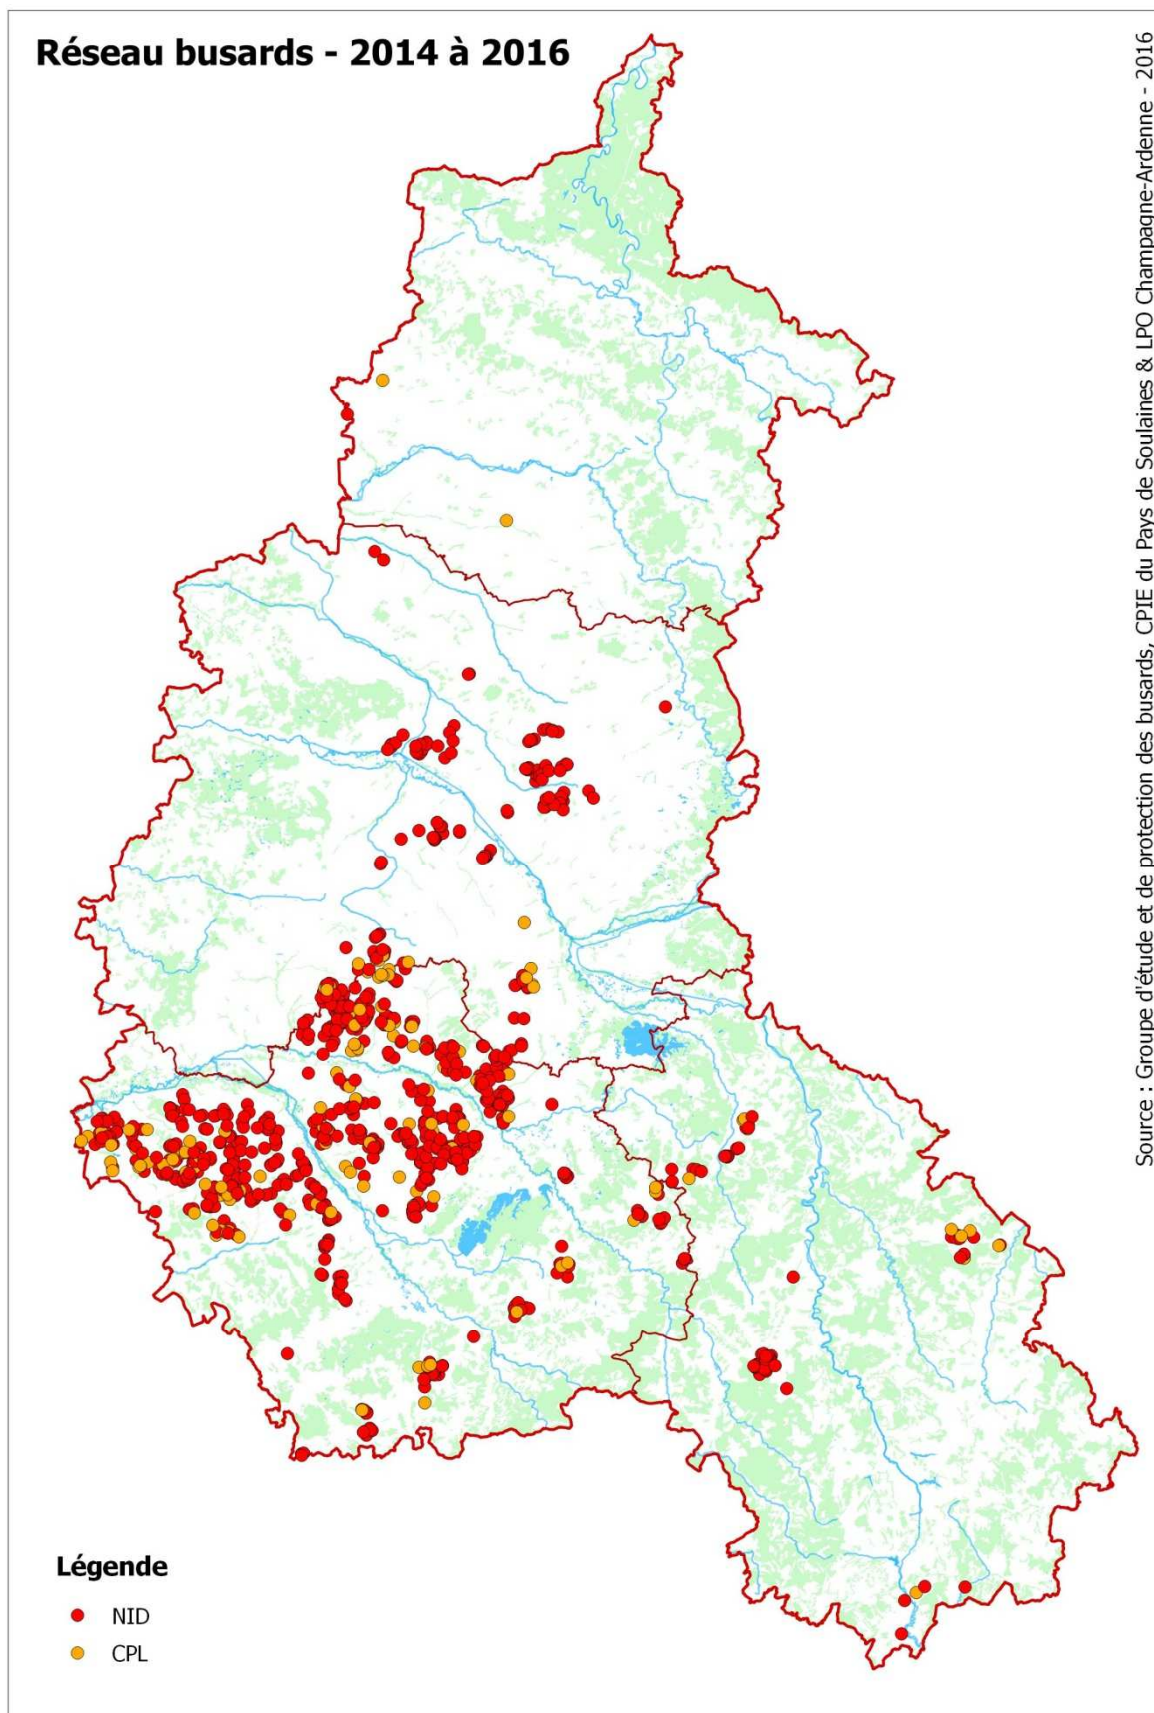 Réseau busards - 2014 à 2016
Source : Groupe d'étude et de protection des busards, CPIE du Pays de Soulaines & LPO Champagne-Ardenne - 2016
Légende
NID
CPL